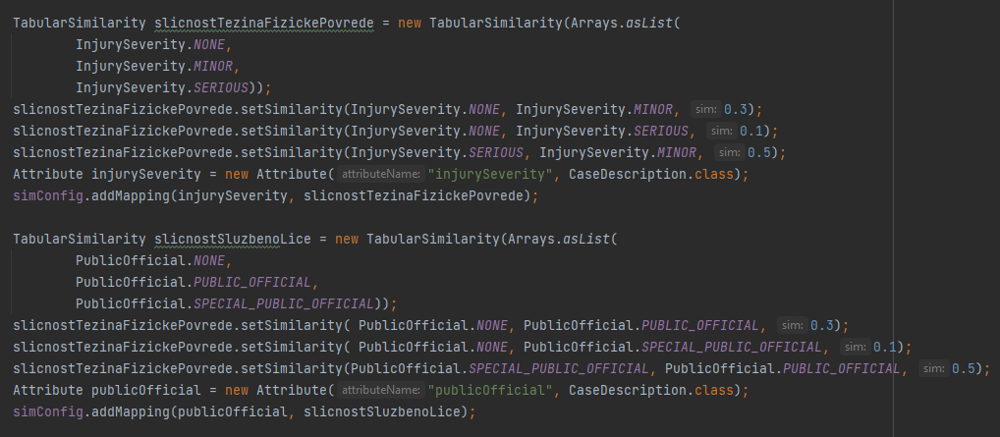 TabularSimilarity slicnostTezinaFizickePovrede = new TabularSimilarity(Arrays.asList(
        InjurySeverity.NONE,
        InjurySeverity.MINOR,
        InjurySeverity.SERIOUS));
slicnostTezinaFizickePovrede.setSimilarity(InjurySeverity.NONE, InjurySeverity.MINOR, sim: 0.3);
slicnostTezinaFizickePovrede.setSimilarity(InjurySeverity.NONE, InjurySeverity.SERIOUS, sim: 0.1);
slicnostTezinaFizickePovrede.setSimilarity(InjurySeverity.SERIOUS, InjurySeverity.MINOR, sim: 0.5);
Attribute injurySeverity = new Attribute( attributeName: "injurySeverity", CaseDescription.class);
simConfig.addMapping(injurySeverity, slicnostTezinaFizickePovrede);

TabularSimilarity slicnostSluzbenoLice = new TabularSimilarity(Arrays.asList(
        PublicOfficial.NONE,
        PublicOfficial.PUBLIC_OFFICIAL,
        PublicOfficial.SPECIAL_PUBLIC_OFFICIAL));
slicnostTezinaFizickePovrede.setSimilarity( PublicOfficial.NONE, PublicOfficial.PUBLIC_OFFICIAL, sim: 0.3);
slicnostTezinaFizickePovrede.setSimilarity( PublicOfficial.NONE, PublicOfficial.SPECIAL_PUBLIC_OFFICIAL, sim: 0.1);
slicnostTezinaFizickePovrede.setSimilarity(PublicOfficial.SPECIAL_PUBLIC_OFFICIAL, PublicOfficial.PUBLIC_OFFICIAL, sim: 0.5);
Attribute publicOfficial = new Attribute( attributeName: "publicOfficial", CaseDescription.class);
simConfig.addMapping(publicOfficial, slicnostSluzbenoLice);